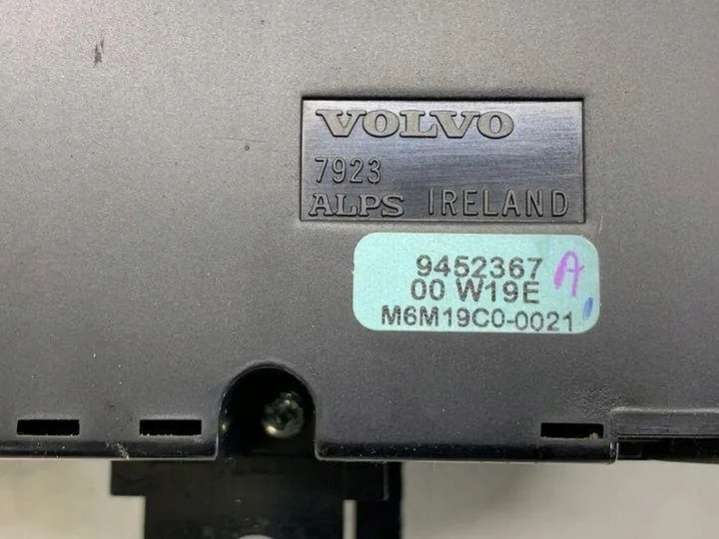 VOLVO
7923
ALPS IRELAND
9452367 A
00 W19E
M6M19C0-0021